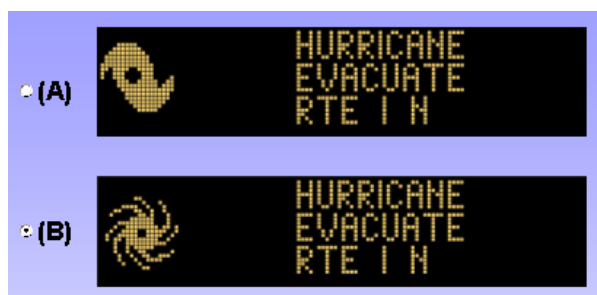 (A)
HURRICANE
EVACUATE
RTE I N
(B)
HURRICANE
EVACUATE
RTE I N